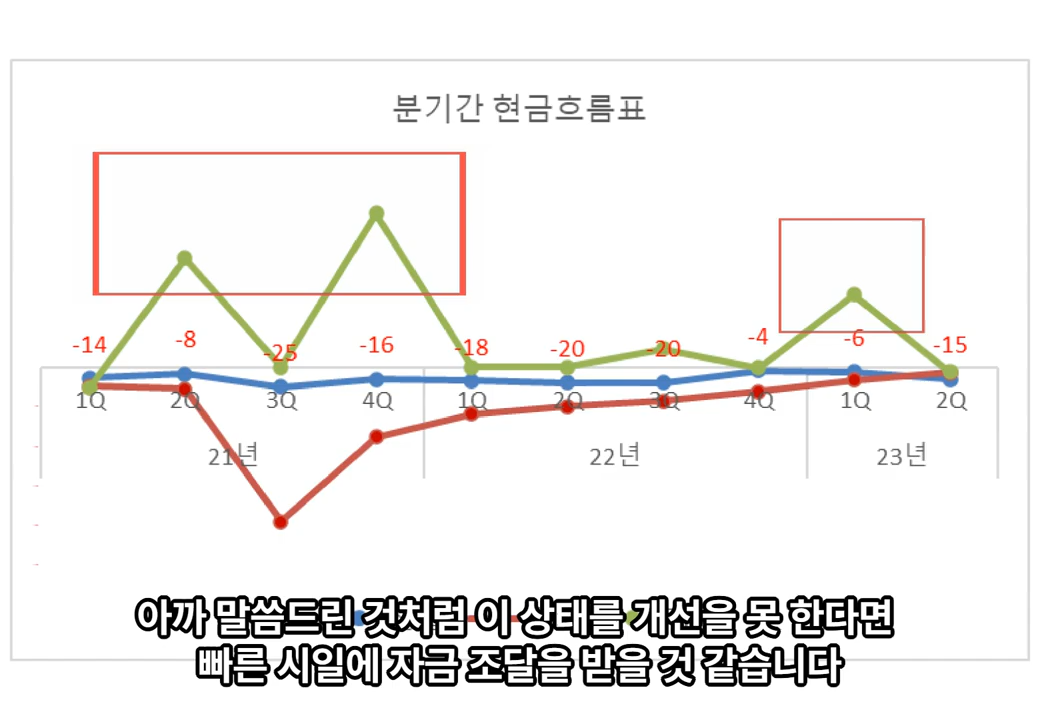 분기간 현금흐름표
-14 -8 -25 -16 -18 -20 -20 -4 -6 -15
1Q 2Q 3Q 4Q 1Q 2Q 3Q 4Q 1Q 2Q
21년 22년 23년
아까 말씀드린 것처럼 이 상태를 개선을 못 한다면
빠른 시일에 자금 조달을 받을 것 같습니다